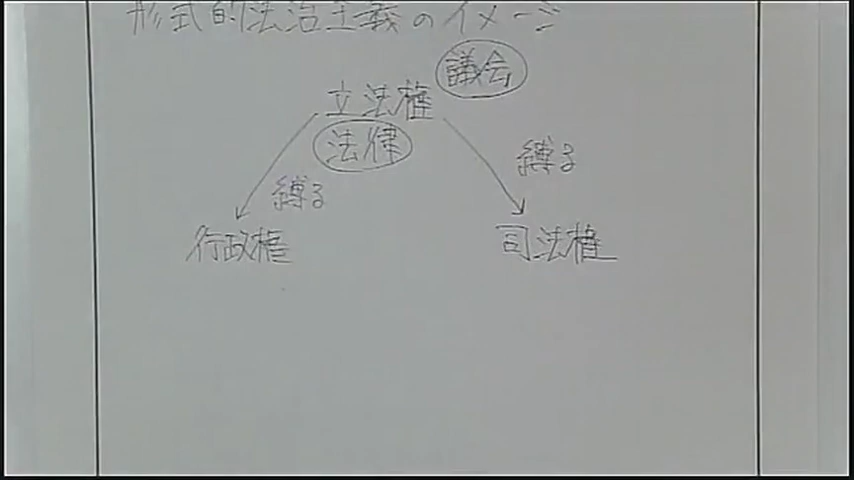 形式的法治主義のイメージ
議会
立法権
法律
縛る
縛る
行政権
司法権